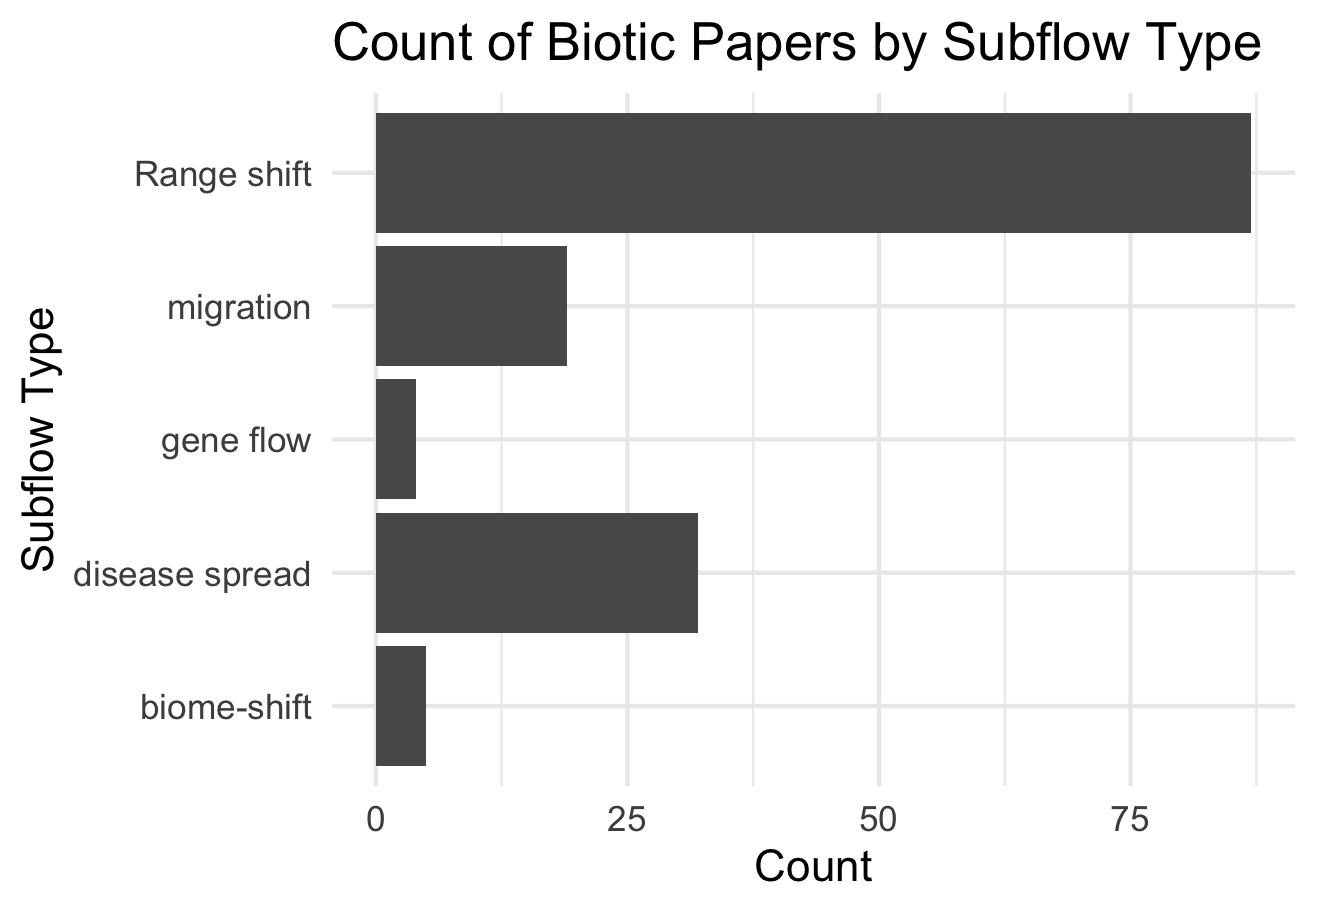 Count of Biotic Papers by Subflow Type
Subflow Type
Range shift
migration
gene flow
disease spread
biome-shift
0 25 50 75
Count